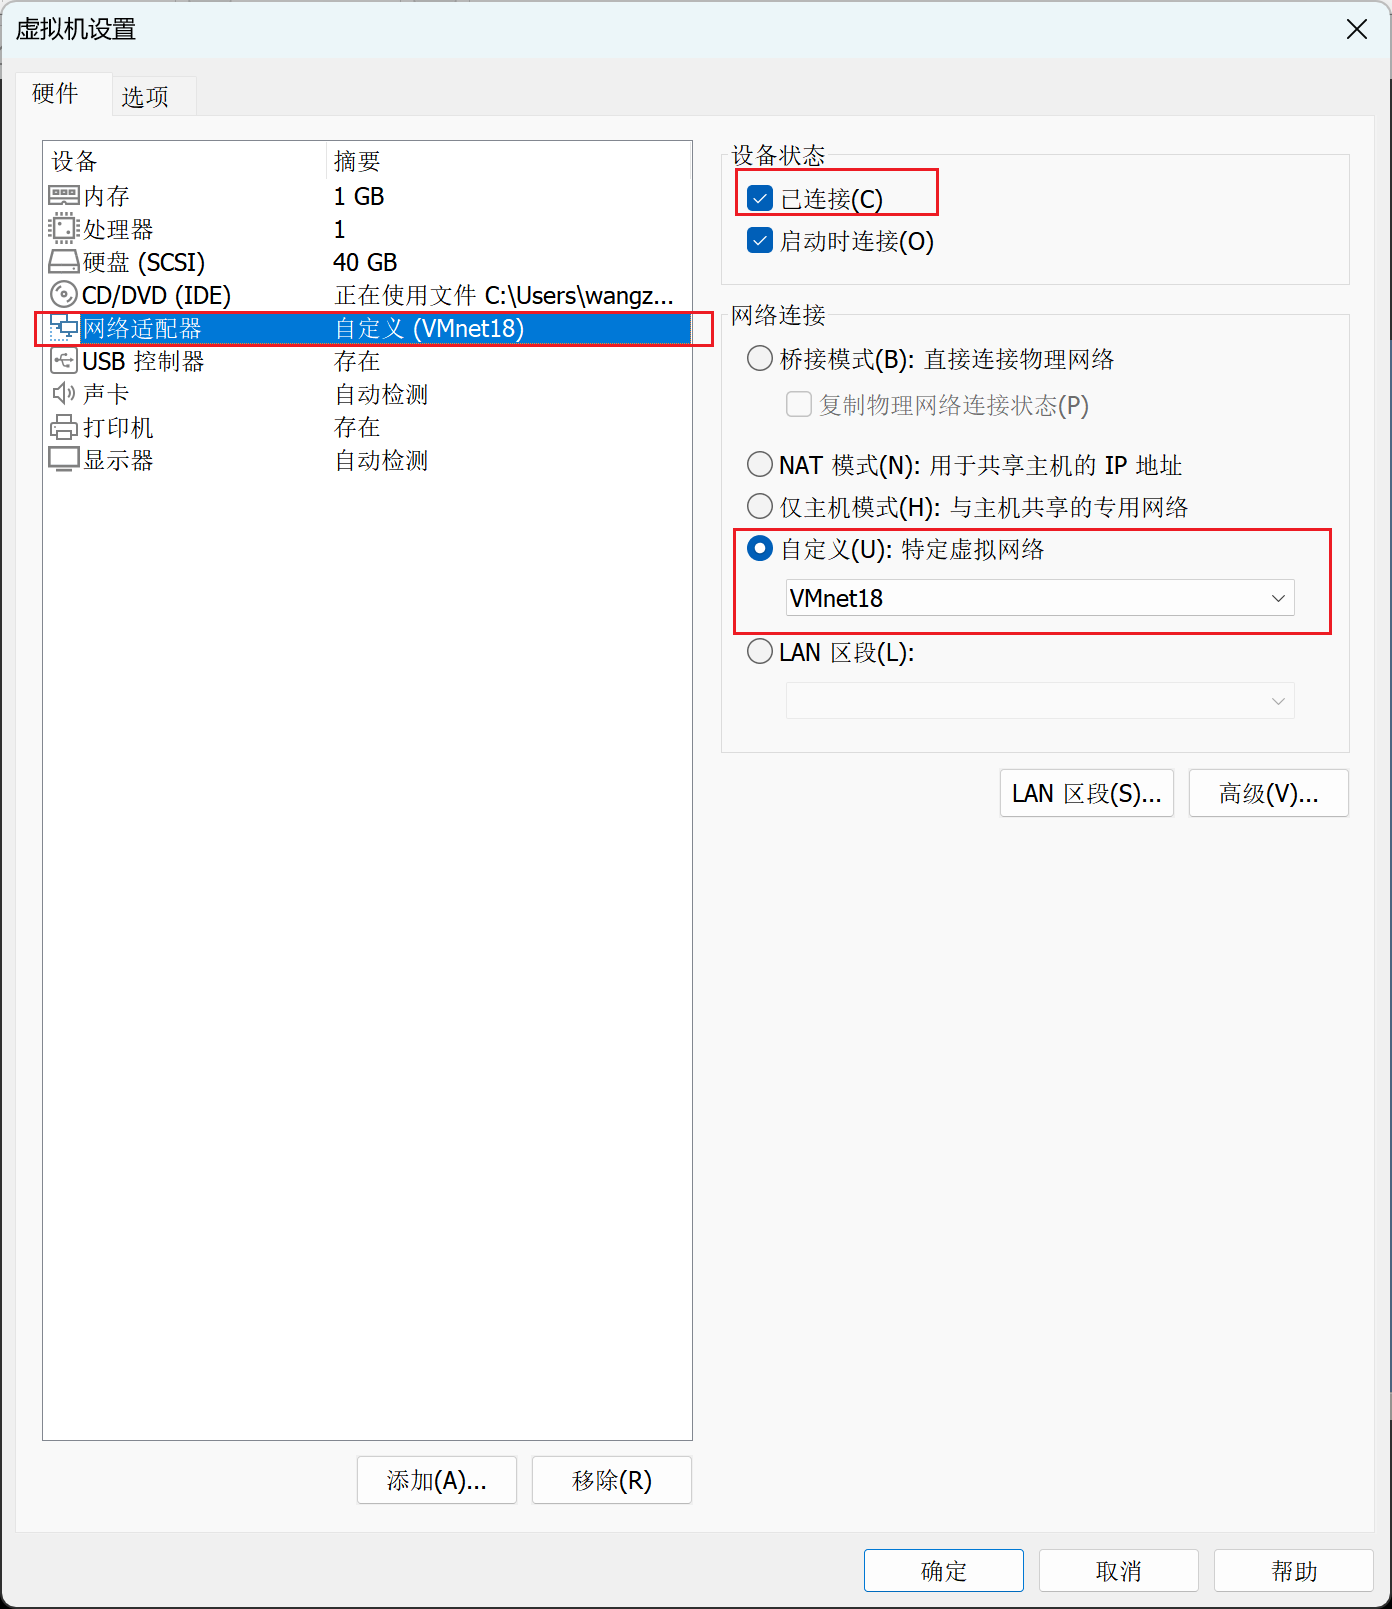 虚拟机设置
硬件
选项
设备 摘要
内存 1 GB
处理器 1
硬盘 (SCSI) 40 GB
CD/DVD (IDE) 正在使用文件 C:\Users\wangz...
网络适配器 自定义 (VMnet18)
USB 控制器 存在
声卡 自动检测
打印机 存在
显示器 自动检测
添加(A)...
移除(R)
设备状态
已连接(C)
启动时连接(O)
网络连接
桥接模式(B): 直接连接物理网络
复制物理网络连接状态(P)
NAT 模式(N): 用于共享主机的 IP 地址
仅主机模式(H): 与主机共享的专用网络
自定义(U): 特定虚拟网络
VMnet18
LAN 区段(L):
LAN 区段(S)...
高级(V)...
确定
取消
帮助